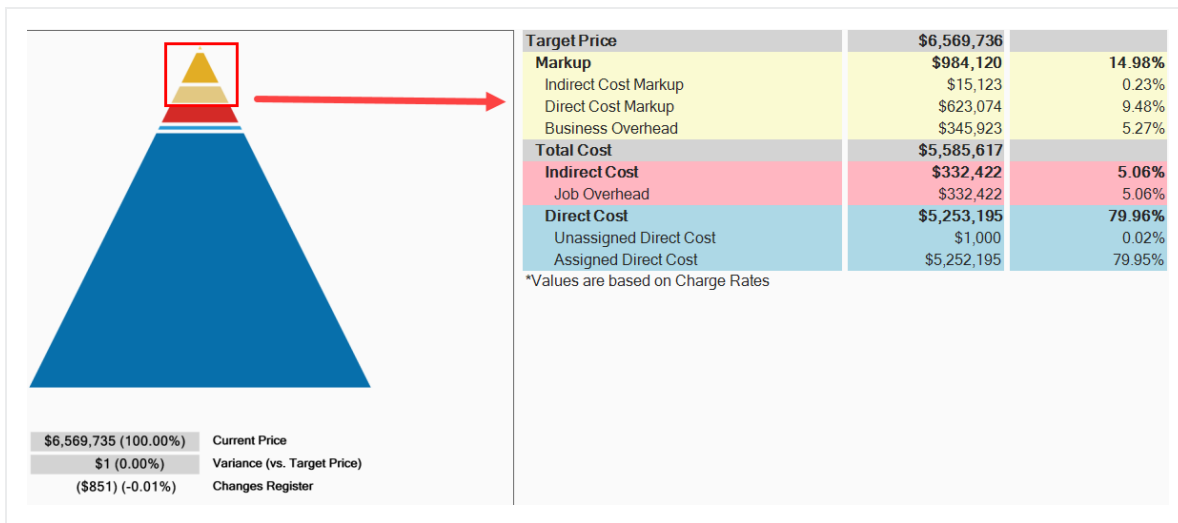 Target Price $6,569,736
Markup $984,120 14.98%
Indirect Cost Markup $15,123 0.23%
Direct Cost Markup $623,074 9.48%
Business Overhead $345,923 5.27%
Total Cost $5,585,617
Indirect Cost $332,422 5.06%
Job Overhead $332,422 5.06%
Direct Cost $5,253,195 79.96%
Unassigned Direct Cost $1,000 0.02%
Assigned Direct Cost $5,252,195 79.95%
*Values are based on Charge Rates
$6,569,735 (100.00%) Current Price
$1 (0.00%) Variance (vs. Target Price)
($851) (-0.01%) Changes Register